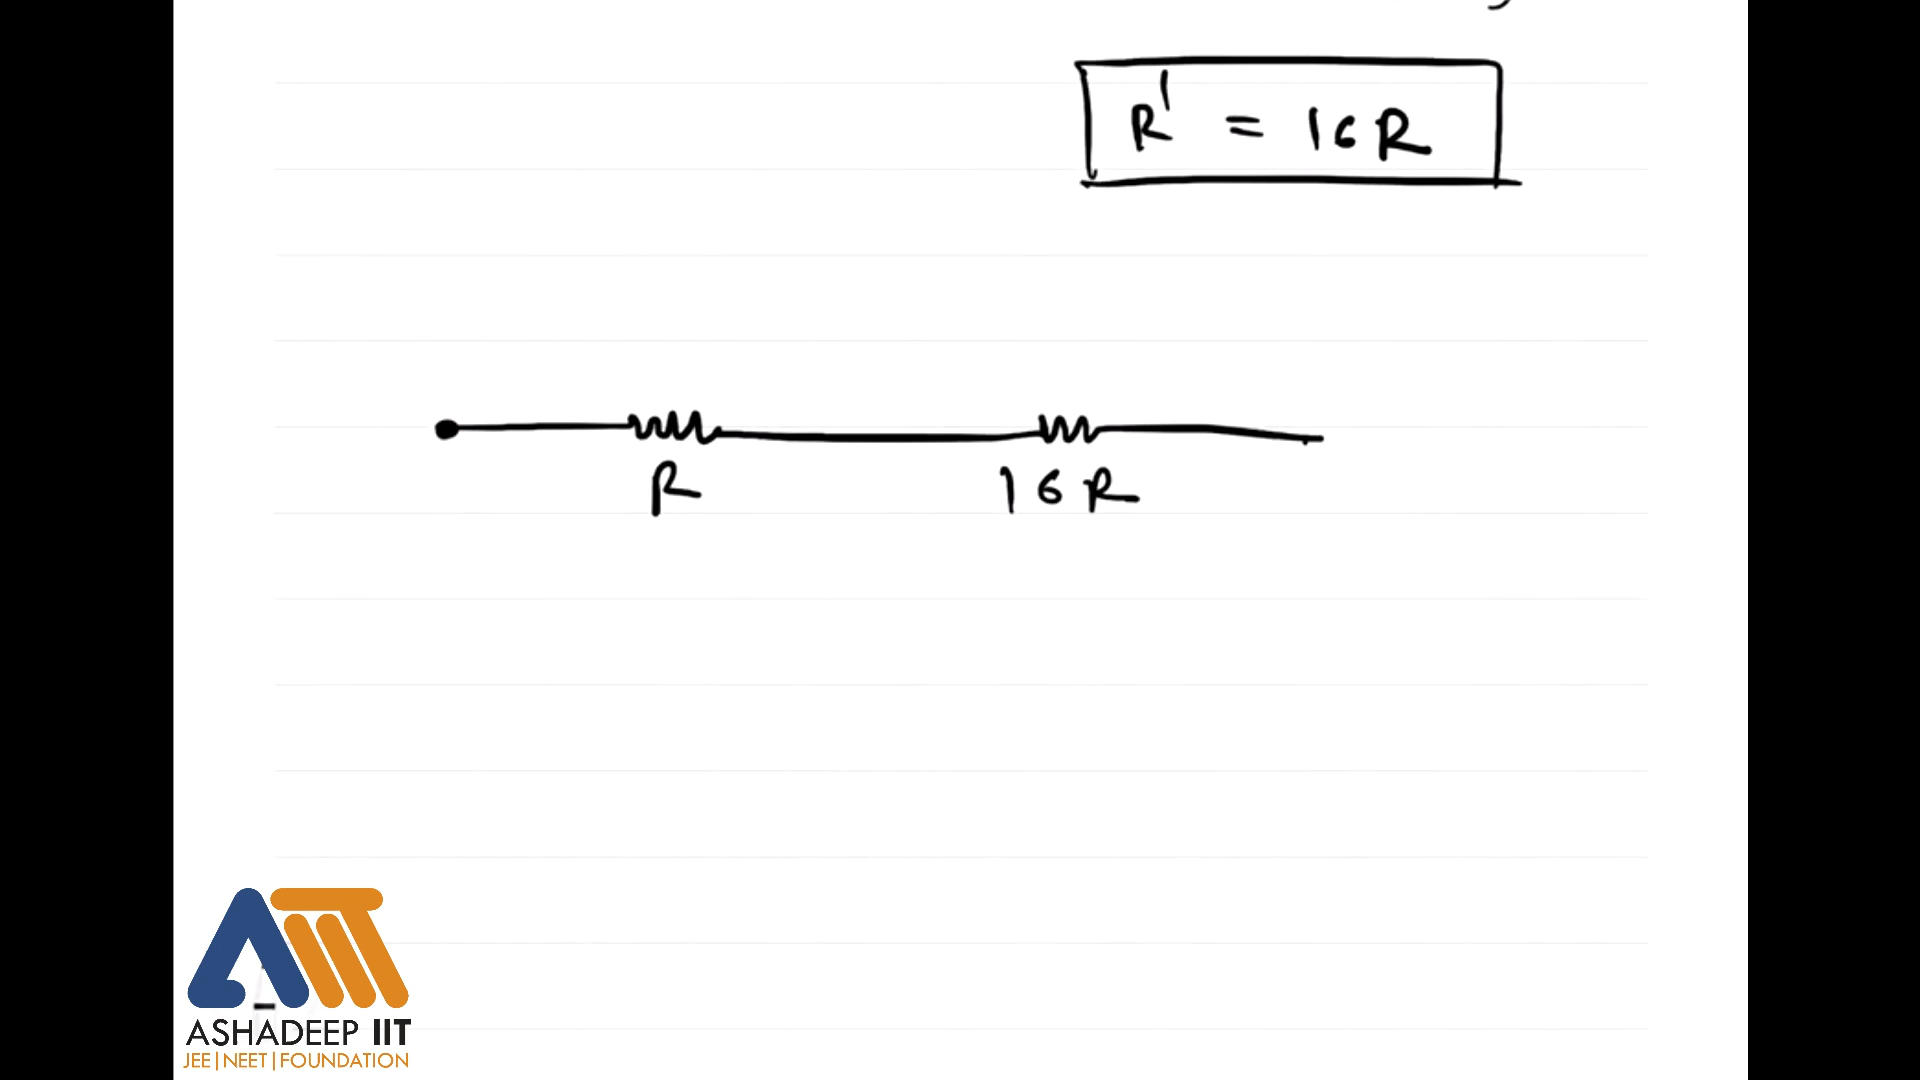 R' = 16R
R
16R
ASHADEEP IIT
JEE|NEET|FOUNDATION